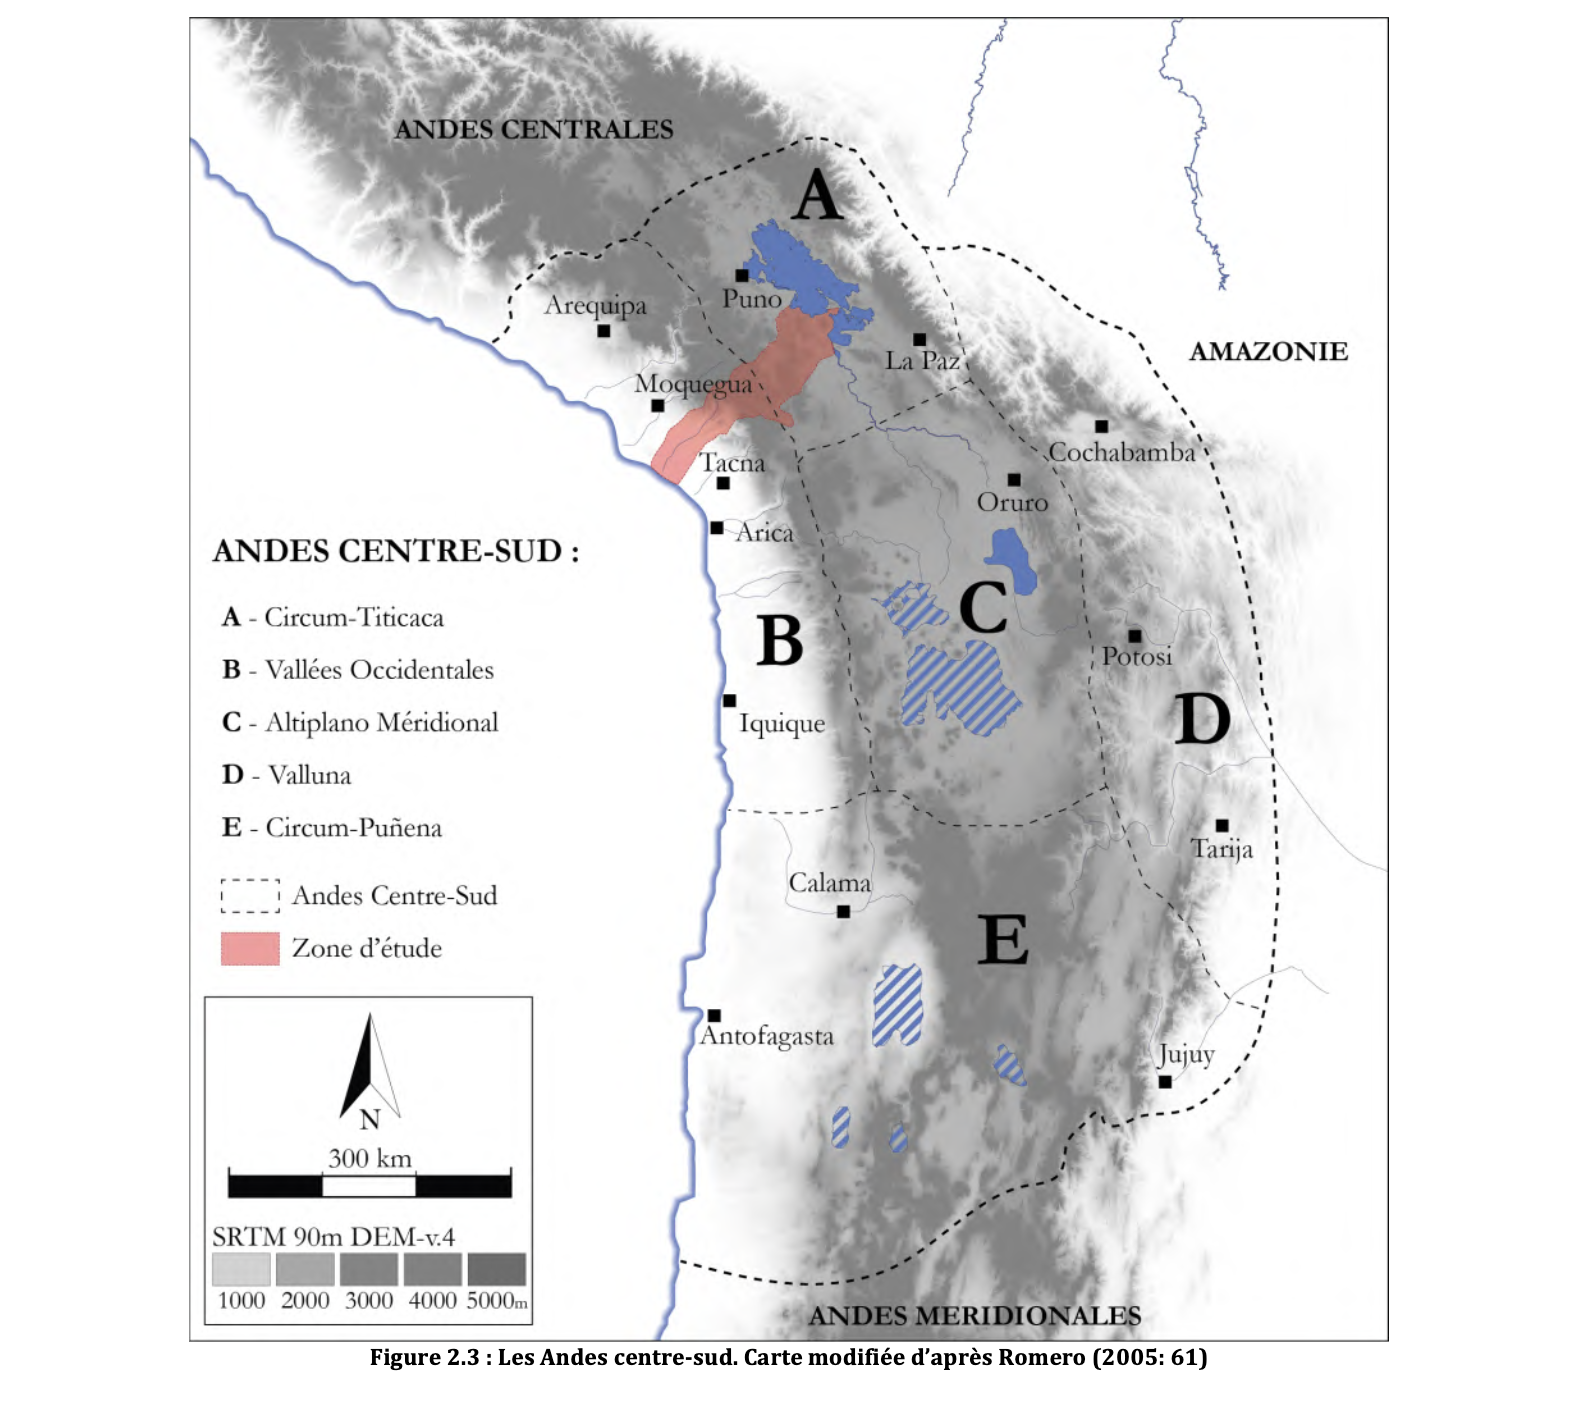 ANDES CENTRALES
A
Puno
Arequipa
La Paz
AMAZONIE
Moquegua
Cochabamba
Tacna
Oruro
Arica
ANDES CENTRE-SUD :
A - Circum-Titicaca
B - Vallées Occidentales
C - Altiplano Méridional
D - Valluna
E - Circum-Puñena
Andes Centre-Sud
Zone d'étude
C
B
Potosi
D
Iquique
Tarija
Calama
E
Antofagasta
Jujuy
N
300 km
SRTM 90m DEM-v.4
1000 2000 3000 4000 5000m
ANDES MERIDIONALES
Figure 2.3 : Les Andes centre-sud. Carte modifiée d’après Romero (2005: 61)